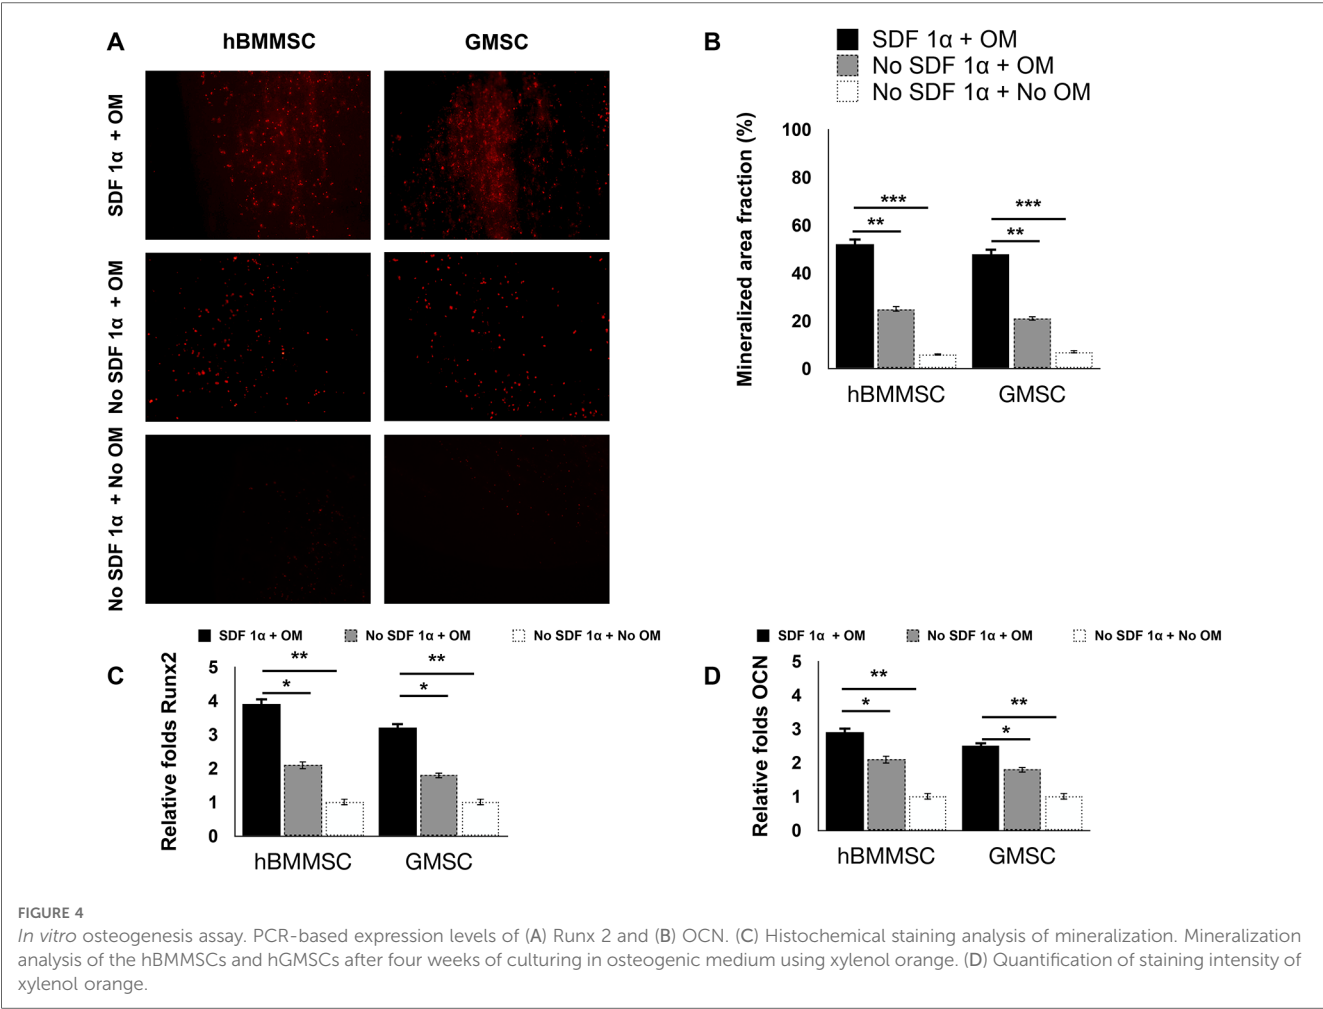 A
hBMMSC
GMSC
SDF 1α + OM
No SDF 1α + OM
No SDF 1α + No OM
B
SDF 1α + OM
No SDF 1α + OM
No SDF 1α + No OM
Mineralized area fraction (%)
100
80
60
40
20
0
***
**
***
**
hBMMSC
GMSC
SDF 1α + OM
No SDF 1α + OM
No SDF 1α + No OM
C
Relative folds Runx2
5
4
3
2
1
0
**
*
**
*
hBMMSC
GMSC
SDF 1α + OM
No SDF 1α + OM
No SDF 1α + No OM
D
Relative folds OCN
5
4
3
2
1
0
**
*
**
*
hBMMSC
GMSC
FIGURE 4
In vitro osteogenesis assay. PCR-based expression levels of (A) Runx 2 and (B) OCN. (C) Histochemical staining analysis of mineralization. Mineralization
analysis of the hBMMSCs and hGMSCs after four weeks of culturing in osteogenic medium using xylenol orange. (D) Quantification of staining intensity of
xylenol orange.